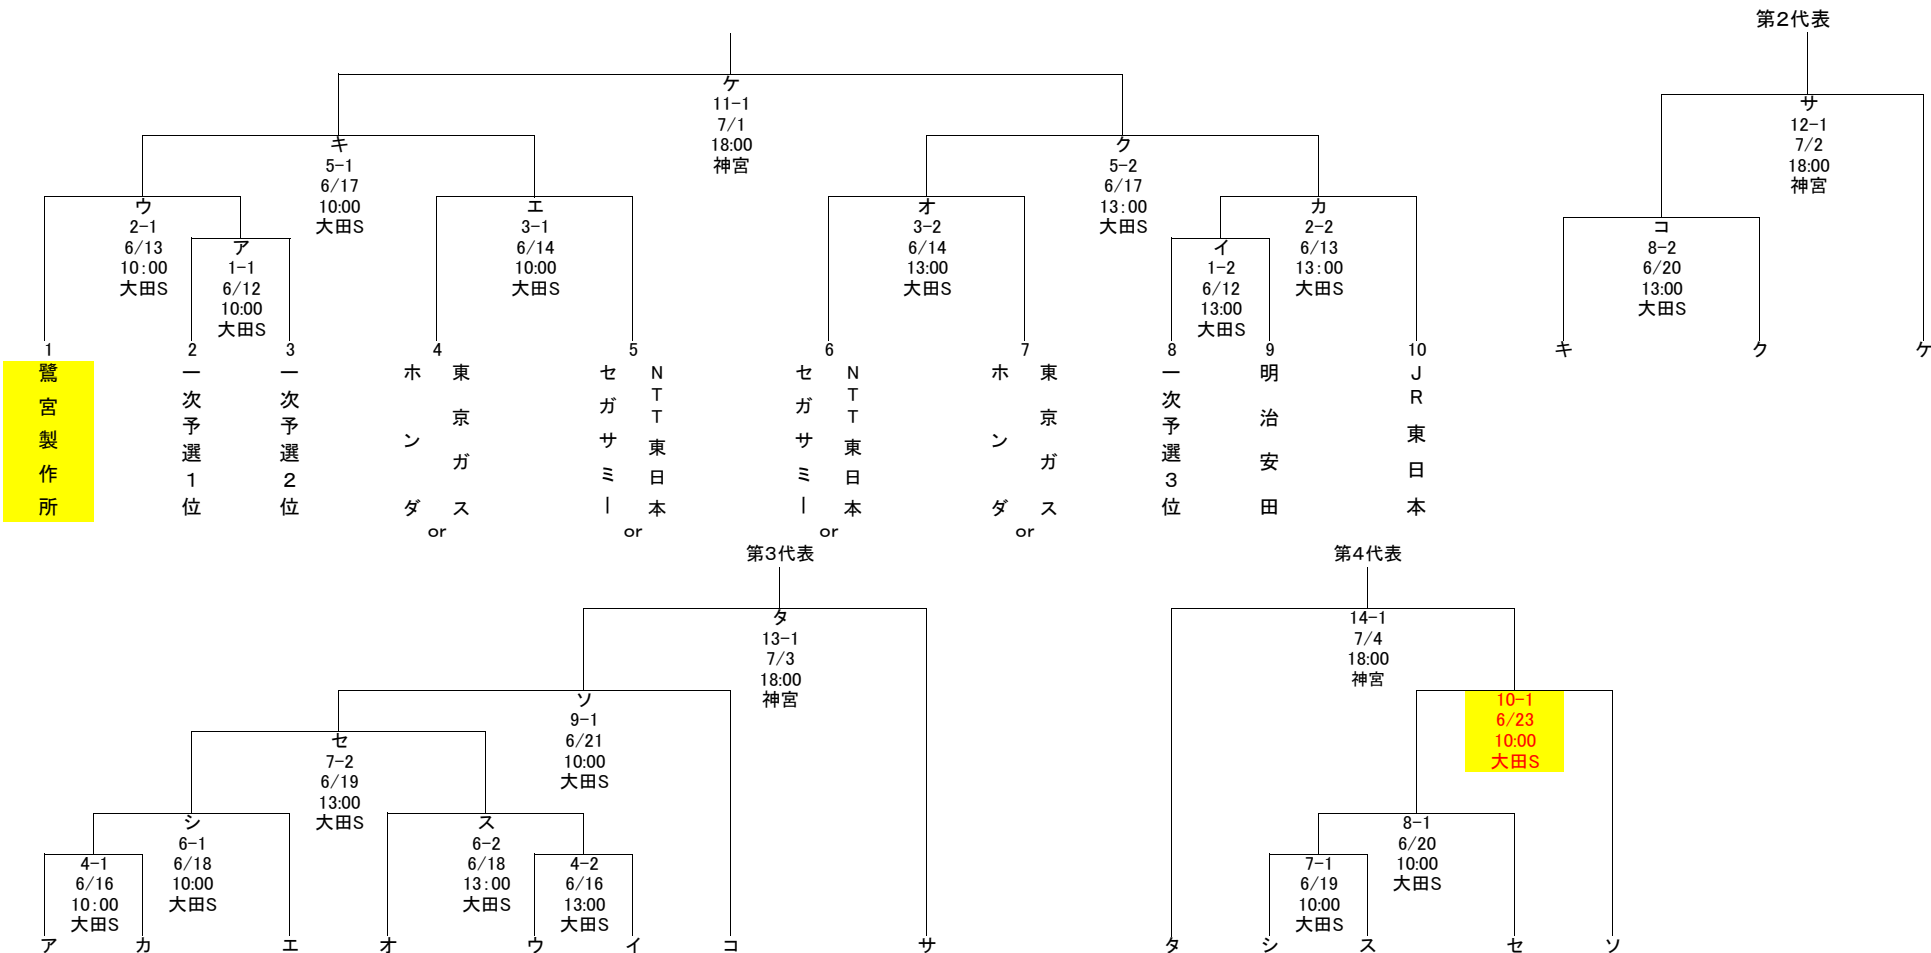 第2代表
ケ
11-1
7/1
18:00
神宮
サ
12-1
7/2
18:00
神宮
キ
5-1
6/17
10:00
大田S
ク
5-2
6/17
13:00
大田S
ウ
2-1
6/13
10:00
大田S
ア
1-1
6/12
10:00
大田S
エ
3-1
6/14
10:00
大田S
オ
3-2
6/14
13:00
大田S
イ
1-2
6/12
13:00
大田S
カ
2-2
6/13
13:00
大田S
コ
8-2
6/20
13:00
大田S
キ
ク
ケ
1
鷺宮製作所
2
一次予選1位
3
一次予選2位
4
東京ガス
ホンダ
or
5
NTT東日本
セガサミー
or
6
NTT東日本
セガサミー
or
7
東京ガス
ホンダ
or
8
一次予選3位
9
明治安田
10
JR東日本
第3代表
タ
13-1
7/3
18:00
神宮
ソ
9-1
6/21
10:00
大田S
セ
7-2
6/19
13:00
大田S
シ
6-1
6/18
10:00
大田S
ス
6-2
6/18
13:00
大田S
4-1
6/16
10:00
大田S
4-2
6/16
13:00
大田S
ア
カ
エ
オ
ウ
イ
コ
サ
第4代表
14-1
7/4
18:00
神宮
10-1
6/23
10:00
大田S
8-1
6/20
10:00
大田S
7-1
6/19
10:00
大田S
タ
シ
ス
セ
ソ